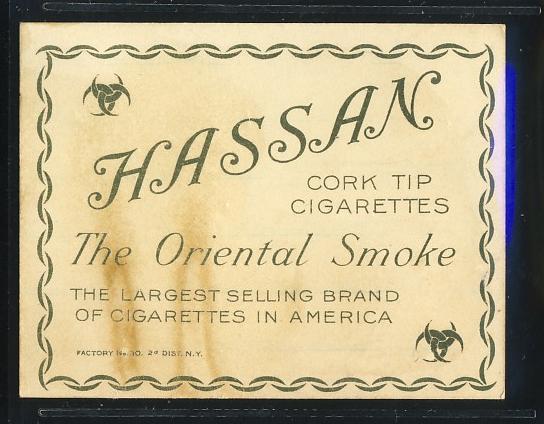 HASSAN
CORK TIP
CIGARETTES
The Oriental Smoke
THE LARGEST SELLING BRAND
OF CIGARETTES IN AMERICA
FACTORY No. 30. 2d DIST. N.Y.